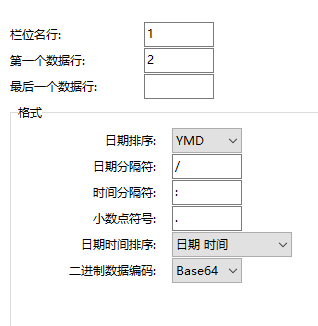 栏位名行: 1
第一个数据行: 2
最后一个数据行:
格式
日期排序: YMD
日期分隔符: /
时间分隔符: :
小数点符号: .
日期时间排序: 日期 时间
二进制数据编码: Base64